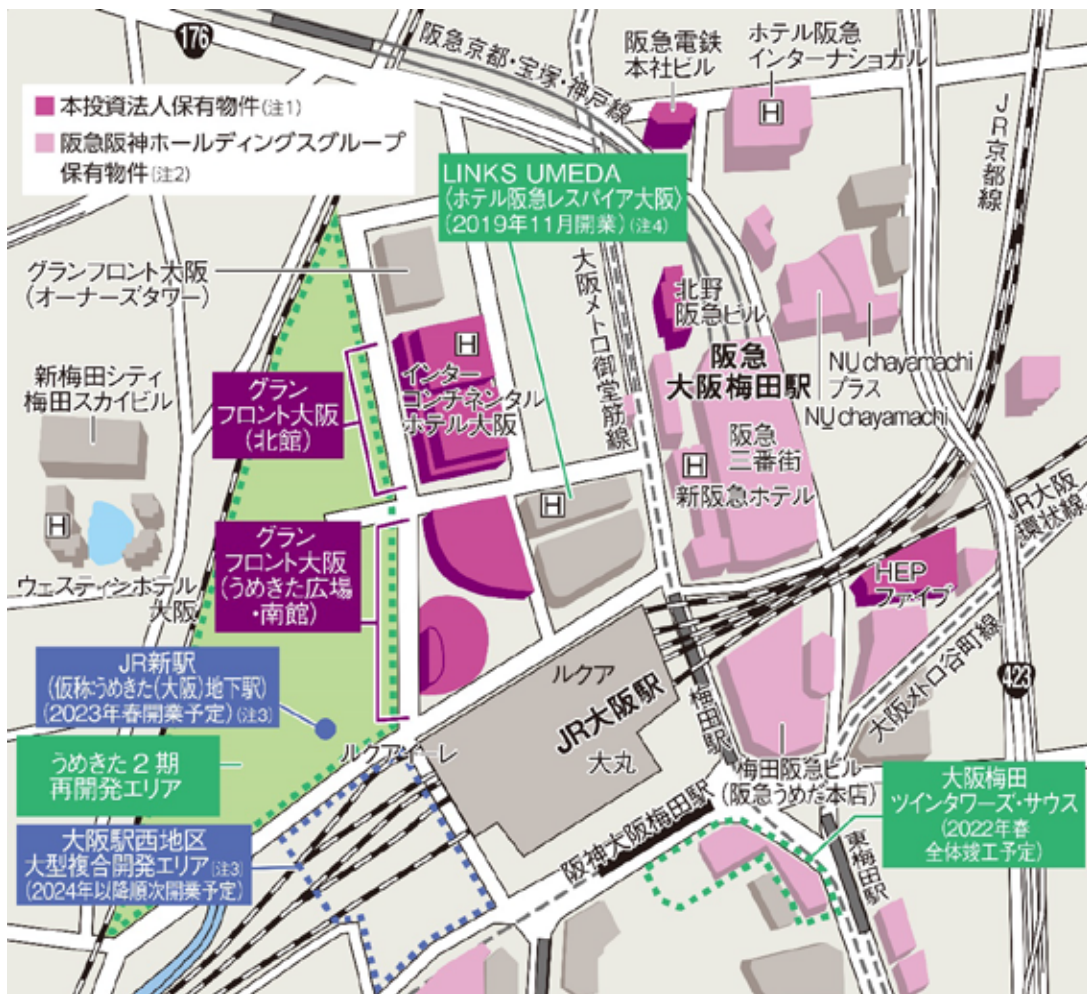 176
阪急京都・宝塚・神戸線
阪急電鉄
本社ビル
ホテル阪急
インターナショナル
JR京都線
本投資法人保有物件(注1)
阪急阪神ホールディングスグループ
保有物件(注2)
LINKS UMEDA
〈ホテル阪急レスパイア大阪〉
(2019年11月開業)(注4)
グランフロント大阪
(オーナーズタワー)
大阪メトロ御堂筋線
北野
阪急ビル
阪急
大阪梅田駅
NU chayamachi
プラス
NU chayamachi
新梅田シティ
梅田スカイビル
グラン
フロント大阪
(北館)
H
インター
コンチネンタル
ホテル大阪
阪急
三番街
H
新阪急ホテル
H
H
H
JR大阪
環状線
グラン
フロント大阪
(うめきた広場
・南館)
HEP
ファイブ
ウェスティンホテル
大阪
JR新駅
(仮称:うめきた(大阪)地下駅)
(2023年春開業予定)(注3)
ルクア
JR大阪駅
大丸
梅田駅
大阪メトロ谷町線
423
ルクアイーレ
うめきた2期
再開発エリア
梅田阪急ビル
(阪急うめだ本店)
大阪梅田
ツインタワーズ・サウス
(2022年春
全体竣工予定)
大阪駅西地区
大型複合開発エリア(注3)
(2024年以降順次開業予定)
阪神大阪梅田駅
東梅田駅